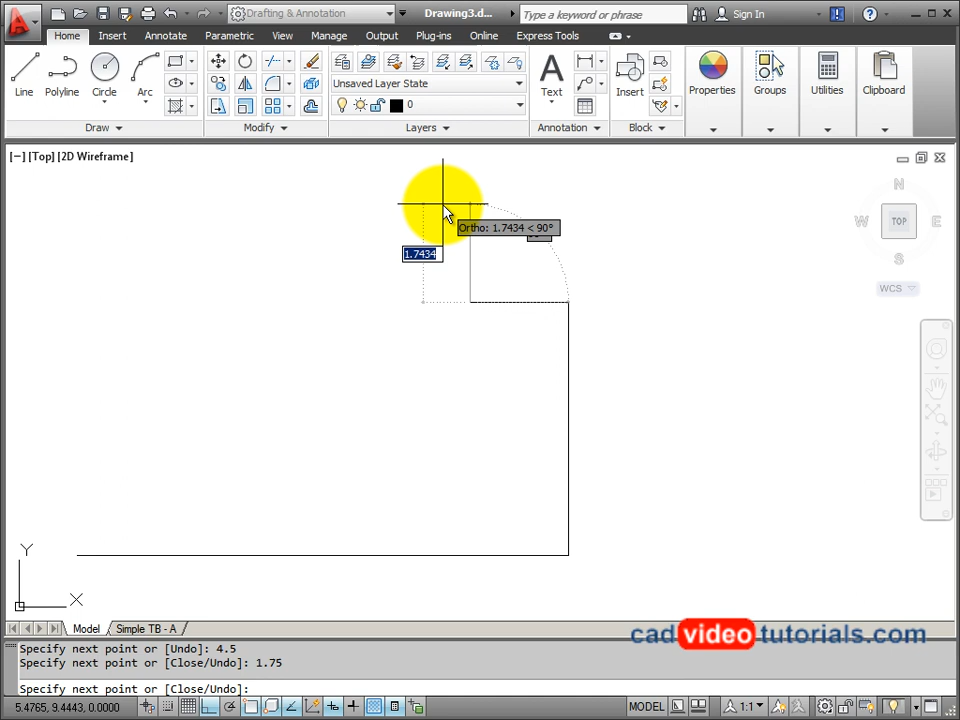 Drafting & Annotation
Drawing3.d...
Type a keyword or phrase
Sign In
Home Insert Annotate Parametric View Manage Output Plug-ins Online Express Tools
Line Polyline Circle Arc
Unsaved Layer State
0
Text
Insert
Properties
Groups
Utilities
Clipboard
Draw
Modify
Layers
Annotation
Block
[−] [Top] [2D Wireframe]
N
W TOP E
S
WCS
Ortho: 1.7434 < 90°
1.7434
Y
X
Model Simple TB - A
cad video tutorials.com
Specify next point or [Undo]: 4.5
Specify next point or [Close/Undo]: 1.75
Specify next point or [Close/Undo]:
5.4765, 9.4443, 0.0000
MODEL
1:1